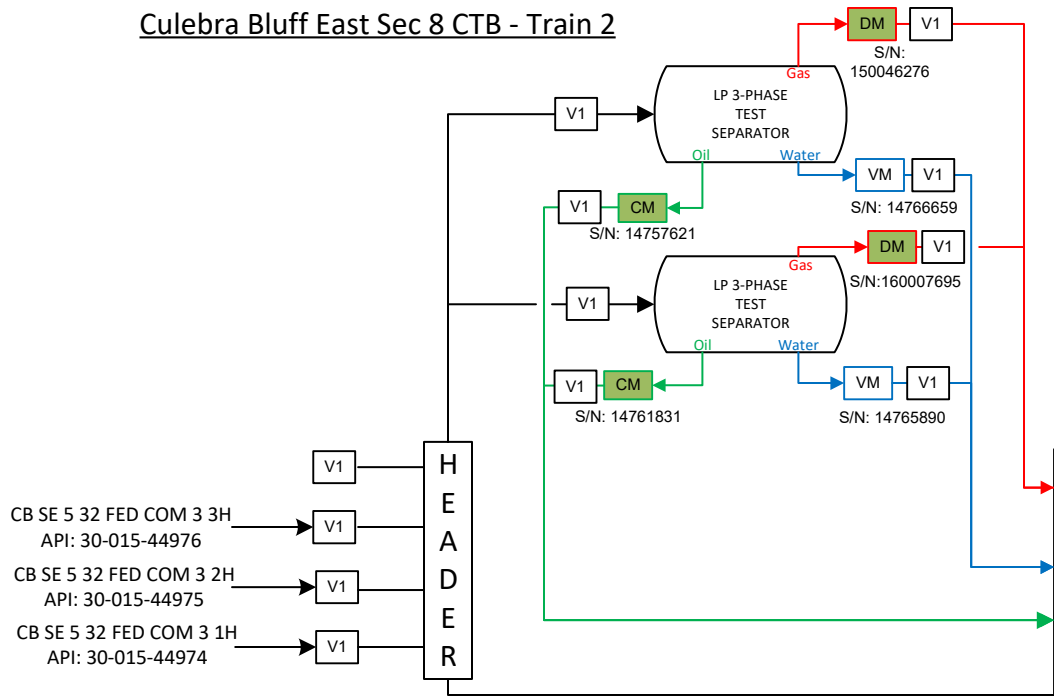 Culebra Bluff East Sec 8 CTB - Train 2
DM
V1
S/N:
150046276
Gas
LP 3-PHASE
TEST
SEPARATOR
V1
Oil
Water
VM
V1
S/N: 14766659
V1
CM
S/N: 14757621
DM
V1
S/N:160007695
Gas
LP 3-PHASE
TEST
SEPARATOR
V1
Oil
Water
V1
CM
S/N: 14761831
VM
V1
S/N: 14765890
V1
CB SE 5 32 FED COM 3 3H
API: 30-015-44976
V1
CB SE 5 32 FED COM 3 2H
API: 30-015-44975
V1
CB SE 5 32 FED COM 3 1H
API: 30-015-44974
V1
H
E
A
D
E
R